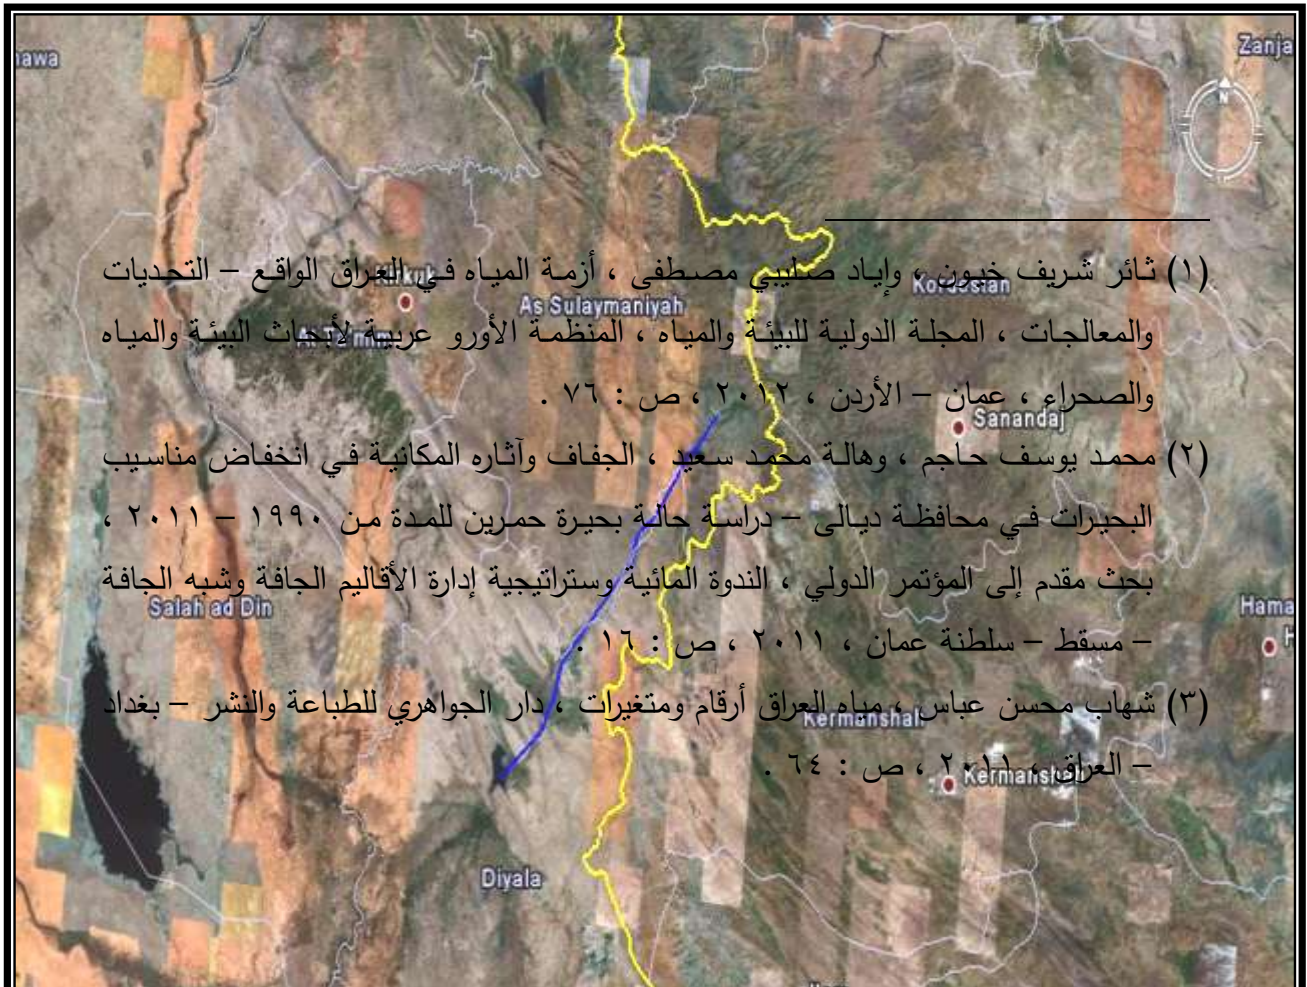 awa
Zanja
N
(١) ثائر شريف خيون ، وإياد صليبي مصطفى ، أزمة المياه في العراق الواقع – التحديات
Kordestan
As Sulaymaniyah
والمعالجات ، المجلة الدولية للبيئة والمياه ، المنظمة الأورو عربية لأبحاث البيئة والمياه
والصحراء ، عمان – الأردن ، ٢٠١٢ ، ص : ٧٦ .
Sanandaj
(٢) محمد يوسف حاجم ، وهالة محمد سعيد ، الجفاف وآثاره المكانية في انخفاض مناسيب
البحيرات في محافظة ديالى – دراسة حالة بحيرة حمرين للمدة من ١٩٩٠ – ٢٠١١ ،
بحث مقدم إلى المؤتمر الدولي ، الندوة المائية وستراتيجية إدارة الأقاليم الجافة وشبه الجافة
Salah ad Din
Hama
– مسقط – سلطنة عمان ، ٢٠١١ ، ص : ١٦ .
(٣) شهاب محسن عباس ، مياه العراق أرقام ومتغيرات ، دار الجواهري للطباعة والنشر – بغداد
Kermanshah
– العراق ، ٢٠١١ ، ص : ٦٤ .
Kermanshah
Diyala